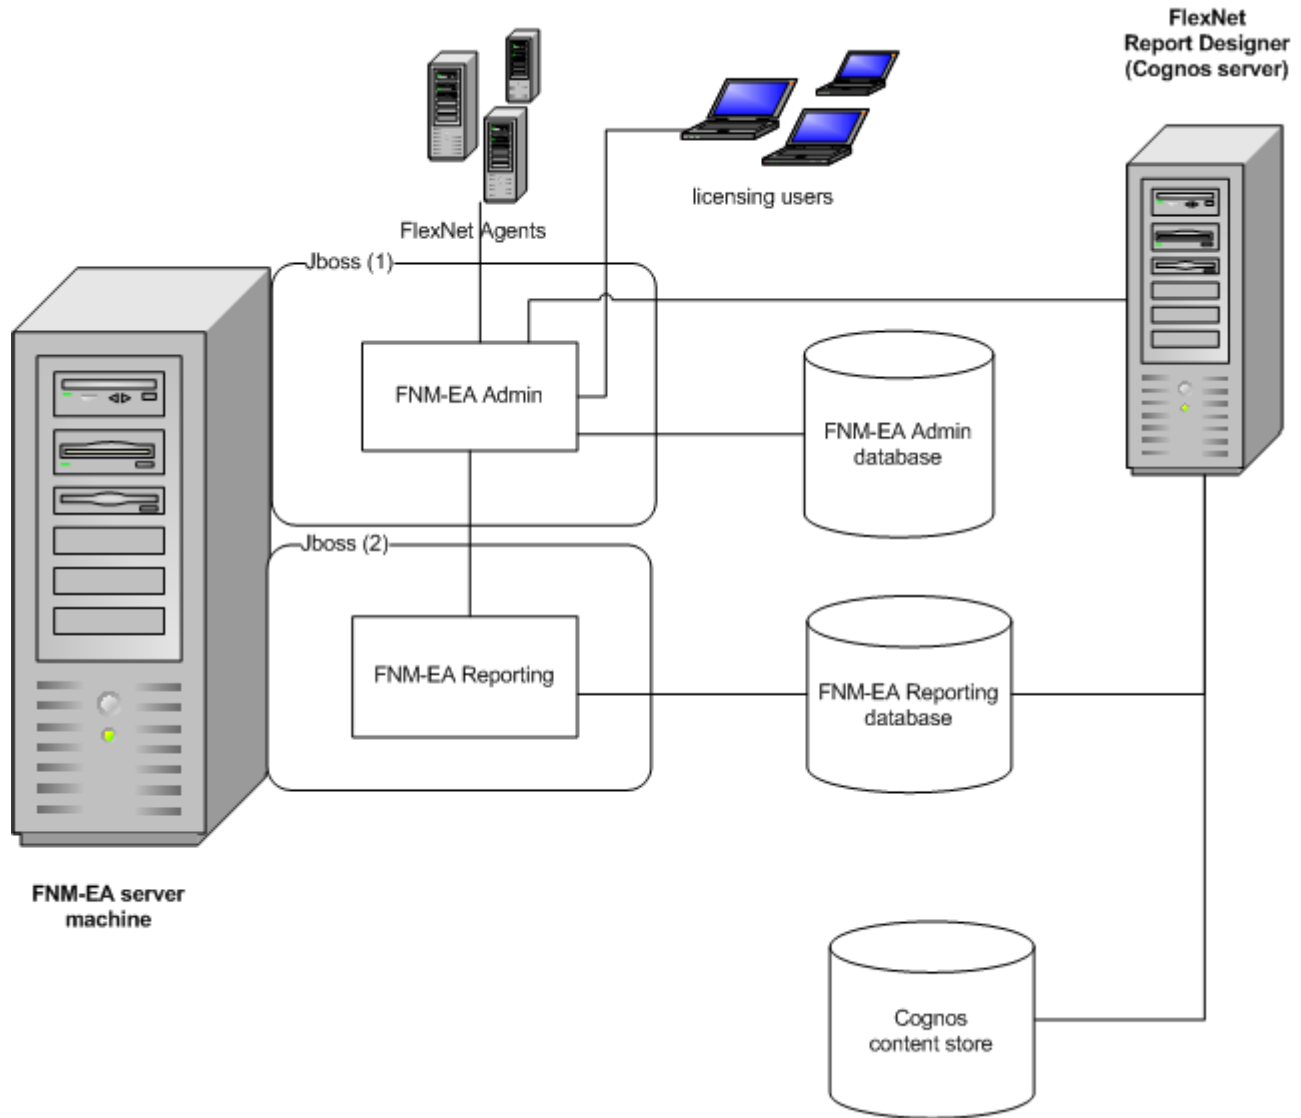 FlexNet
Report Designer
(Cognos server)
licensing users
FlexNet Agents
Jboss (1)
FNM-EA Admin
FNM-EA Admin
database
Jboss (2)
FNM-EA Reporting
FNM-EA Reporting
database
FNM-EA server
machine
Cognos
content store